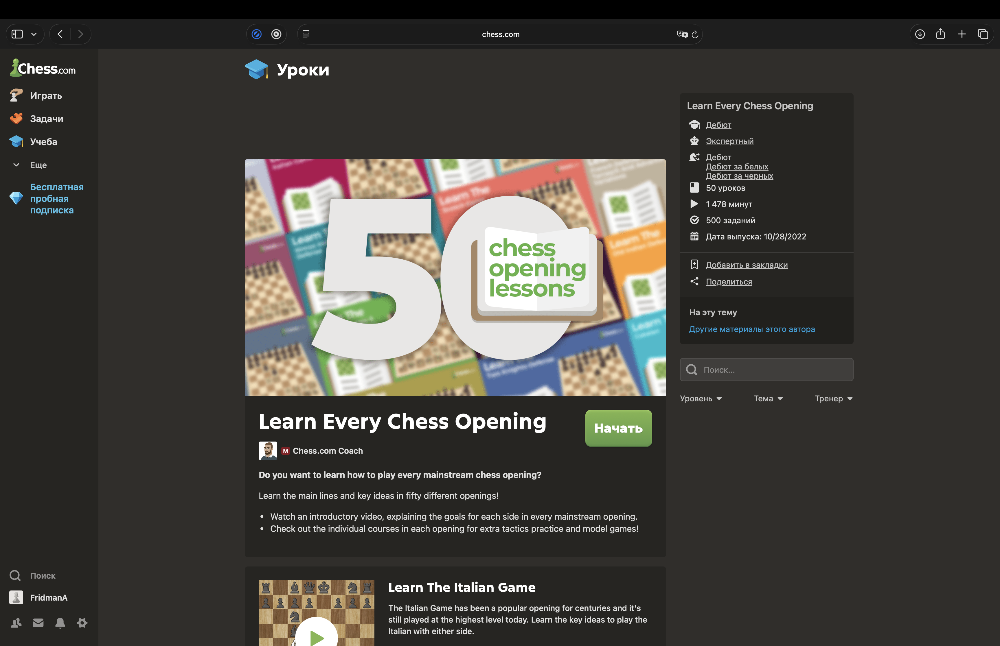 chess.com
Chess.com
Играть
Задачи
Учеба
Еще
Бесплатная
пробная
подписка
Поиск
FridmanA
Уроки
50
chess
opening
lessons
Learn Every Chess Opening
Начать
M Chess.com Coach
Do you want to learn how to play every mainstream chess opening?
Learn the main lines and key ideas in fifty different openings!
• Watch an introductory video, explaining the goals for each side in every mainstream opening.
• Check out the individual courses in each opening for extra tactics practice and model games!
Learn The Italian Game
The Italian Game has been a popular opening for centuries and it's
still played at the highest level today. Learn the key ideas to play the
Italian with either side.
Learn Every Chess Opening
Дебют
Экспертный
Дебют
Дебют за белых
Дебют за черных
50 уроков
1 478 минут
500 заданий
Дата выпуска: 10/28/2022
Добавить в закладки
Поделиться
На эту тему
Другие материалы этого автора
Поиск...
Уровень Тема Тренер